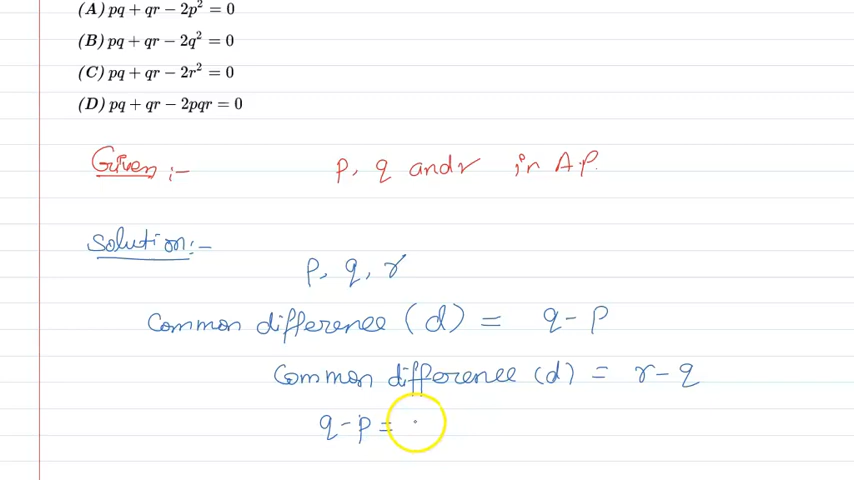 (A) pq + qr − 2p² = 0
(B) pq + qr − 2q² = 0
(C) pq + qr − 2r² = 0
(D) pq + qr − 2pqr = 0
Given :- p, q and r in A.P.
Solution :-
p, q, r
Common difference (d) = q - p
Common difference (d) = r - q
q - p =